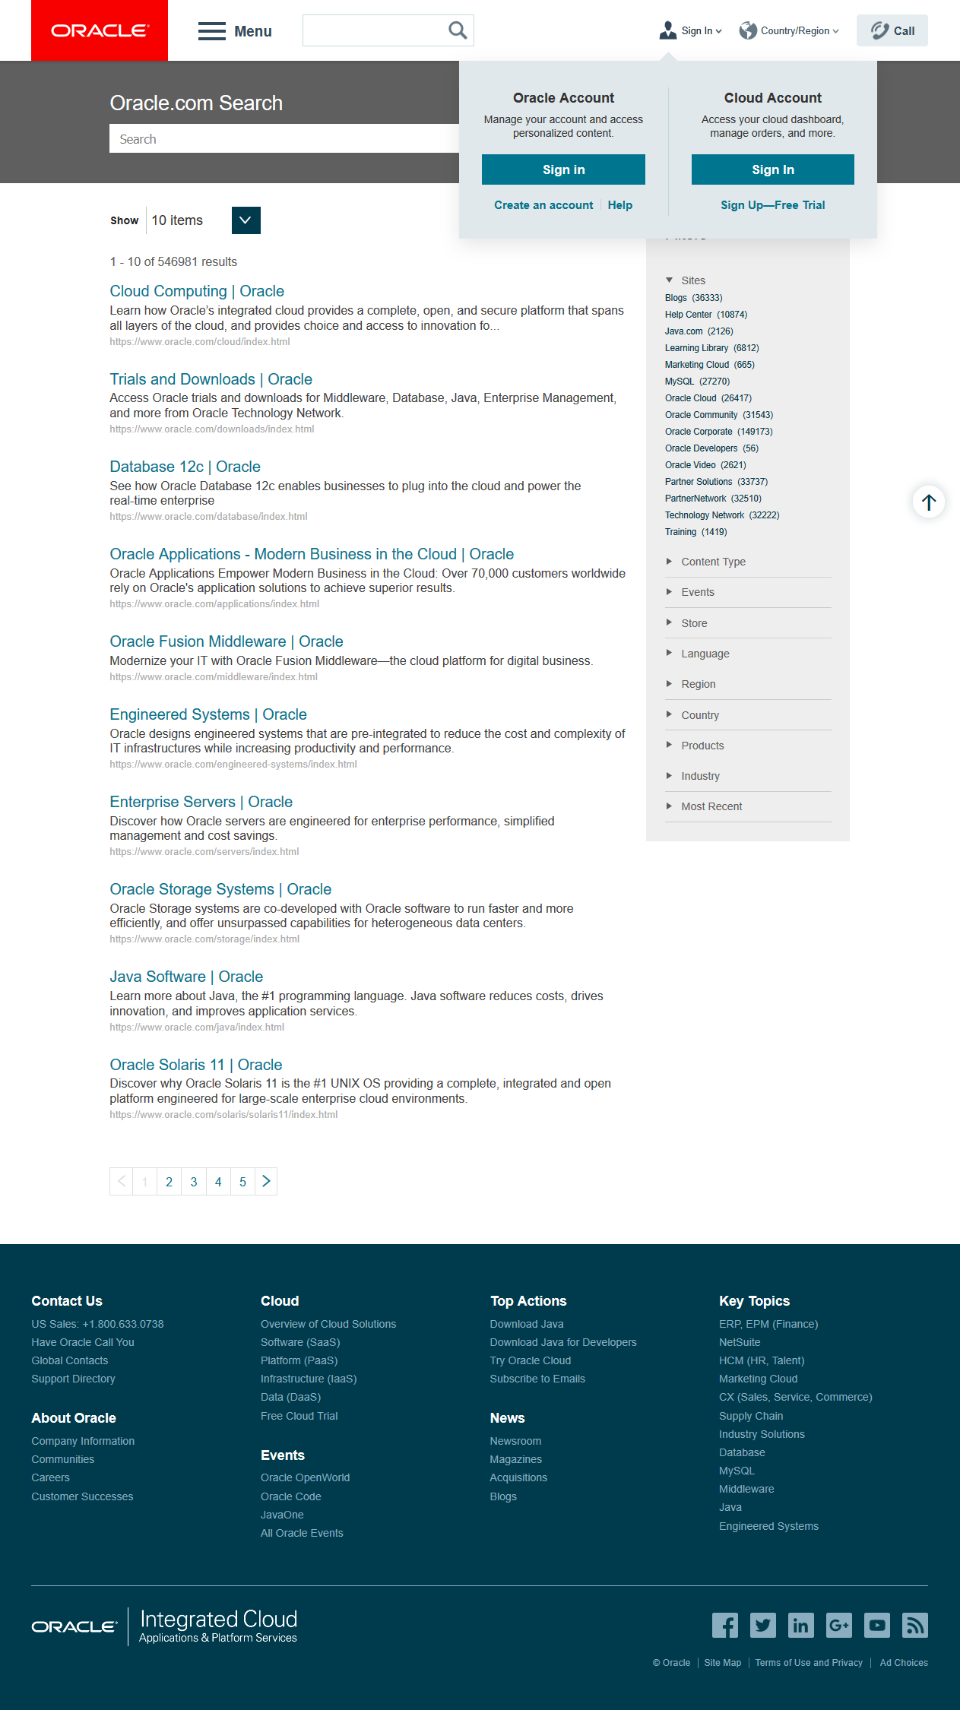 ORACLE
Menu
Sign In
Country/Region
Call
Oracle.com Search
Search
Oracle Account
Manage your account and access
personalized content.
Sign in
Create an account
Help
Cloud Account
Access your cloud dashboard,
manage orders, and more.
Sign In
Sign Up—Free Trial
Show
10 items
1 - 10 of 546981 results
Cloud Computing | Oracle
Learn how Oracle's integrated cloud provides a complete, open, and secure platform that spans
all layers of the cloud, and provides choice and access to innovation fo...
https://www.oracle.com/cloud/index.html
Trials and Downloads | Oracle
Access Oracle trials and downloads for Middleware, Database, Java, Enterprise Management,
and more from Oracle Technology Network.
https://www.oracle.com/downloads/index.html
Database 12c | Oracle
See how Oracle Database 12c enables businesses to plug into the cloud and power the
real-time enterprise
https://www.oracle.com/database/index.html
Oracle Applications - Modern Business in the Cloud | Oracle
Oracle Applications Empower Modern Business in the Cloud: Over 70,000 customers worldwide
rely on Oracle's application solutions to achieve superior results.
https://www.oracle.com/applications/index.html
Oracle Fusion Middleware | Oracle
Modernize your IT with Oracle Fusion Middleware—the cloud platform for digital business.
https://www.oracle.com/middleware/index.html
Engineered Systems | Oracle
Oracle designs engineered systems that are pre-integrated to reduce the cost and complexity of
IT infrastructures while increasing productivity and performance.
https://www.oracle.com/engineered-systems/index.html
Enterprise Servers | Oracle
Discover how Oracle servers are engineered for enterprise performance, simplified
management and cost savings.
https://www.oracle.com/servers/index.html
Oracle Storage Systems | Oracle
Oracle Storage systems are co-developed with Oracle software to run faster and more
efficiently, and offer unsurpassed capabilities for heterogeneous data centers.
https://www.oracle.com/storage/index.html
Java Software | Oracle
Learn more about Java, the #1 programming language. Java software reduces costs, drives
innovation, and improves application services.
https://www.oracle.com/java/index.html
Oracle Solaris 11 | Oracle
Discover why Oracle Solaris 11 is the #1 UNIX OS providing a complete, integrated and open
platform engineered for large-scale enterprise cloud environments.
https://www.oracle.com/solaris/solaris11/index.html
1 2 3 4 5
Sites
Blogs (36333)
Help Center (10874)
Java.com (2126)
Learning Library (6812)
Marketing Cloud (665)
MySQL (27270)
Oracle Cloud (26417)
Oracle Community (31543)
Oracle Corporate (149173)
Oracle Developers (56)
Oracle Video (2621)
Partner Solutions (33737)
PartnerNetwork (32510)
Technology Network (32222)
Training (1419)
Content Type
Events
Store
Language
Region
Country
Products
Industry
Most Recent
Contact Us
US Sales: +1.800.633.0738
Have Oracle Call You
Global Contacts
Support Directory
About Oracle
Company Information
Communities
Careers
Customer Successes
Cloud
Overview of Cloud Solutions
Software (SaaS)
Platform (PaaS)
Infrastructure (IaaS)
Data (DaaS)
Free Cloud Trial
Events
Oracle OpenWorld
Oracle Code
JavaOne
All Oracle Events
Top Actions
Download Java
Download Java for Developers
Try Oracle Cloud
Subscribe to Emails
News
Newsroom
Magazines
Acquisitions
Blogs
Key Topics
ERP, EPM (Finance)
NetSuite
HCM (HR, Talent)
Marketing Cloud
CX (Sales, Service, Commerce)
Supply Chain
Industry Solutions
Database
MySQL
Middleware
Java
Engineered Systems
ORACLE
Integrated Cloud
Applications & Platform Services
© Oracle | Site Map | Terms of Use and Privacy | Ad Choices